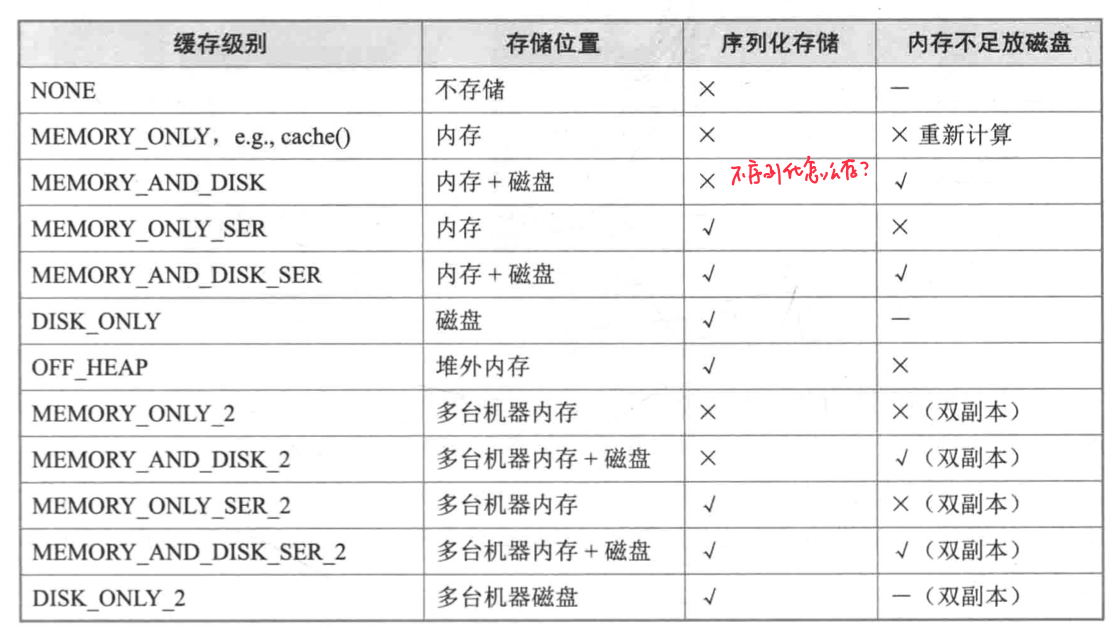 缓存级别 存储位置 序列化存储 内存不足放磁盘
NONE 不存储 × —
MEMORY_ONLY，e.g., cache() 内存 × × 重新计算
MEMORY_AND_DISK 内存 + 磁盘 × 不序列化怎么存？ √
MEMORY_ONLY_SER 内存 √ ×
MEMORY_AND_DISK_SER 内存 + 磁盘 √ √
DISK_ONLY 磁盘 √ —
OFF_HEAP 堆外内存 √ ×
MEMORY_ONLY_2 多台机器内存 × ×（双副本）
MEMORY_AND_DISK_2 多台机器内存 + 磁盘 × √（双副本）
MEMORY_ONLY_SER_2 多台机器内存 √ ×（双副本）
MEMORY_AND_DISK_SER_2 多台机器内存 + 磁盘 √ √（双副本）
DISK_ONLY_2 多台机器磁盘 √ —（双副本）